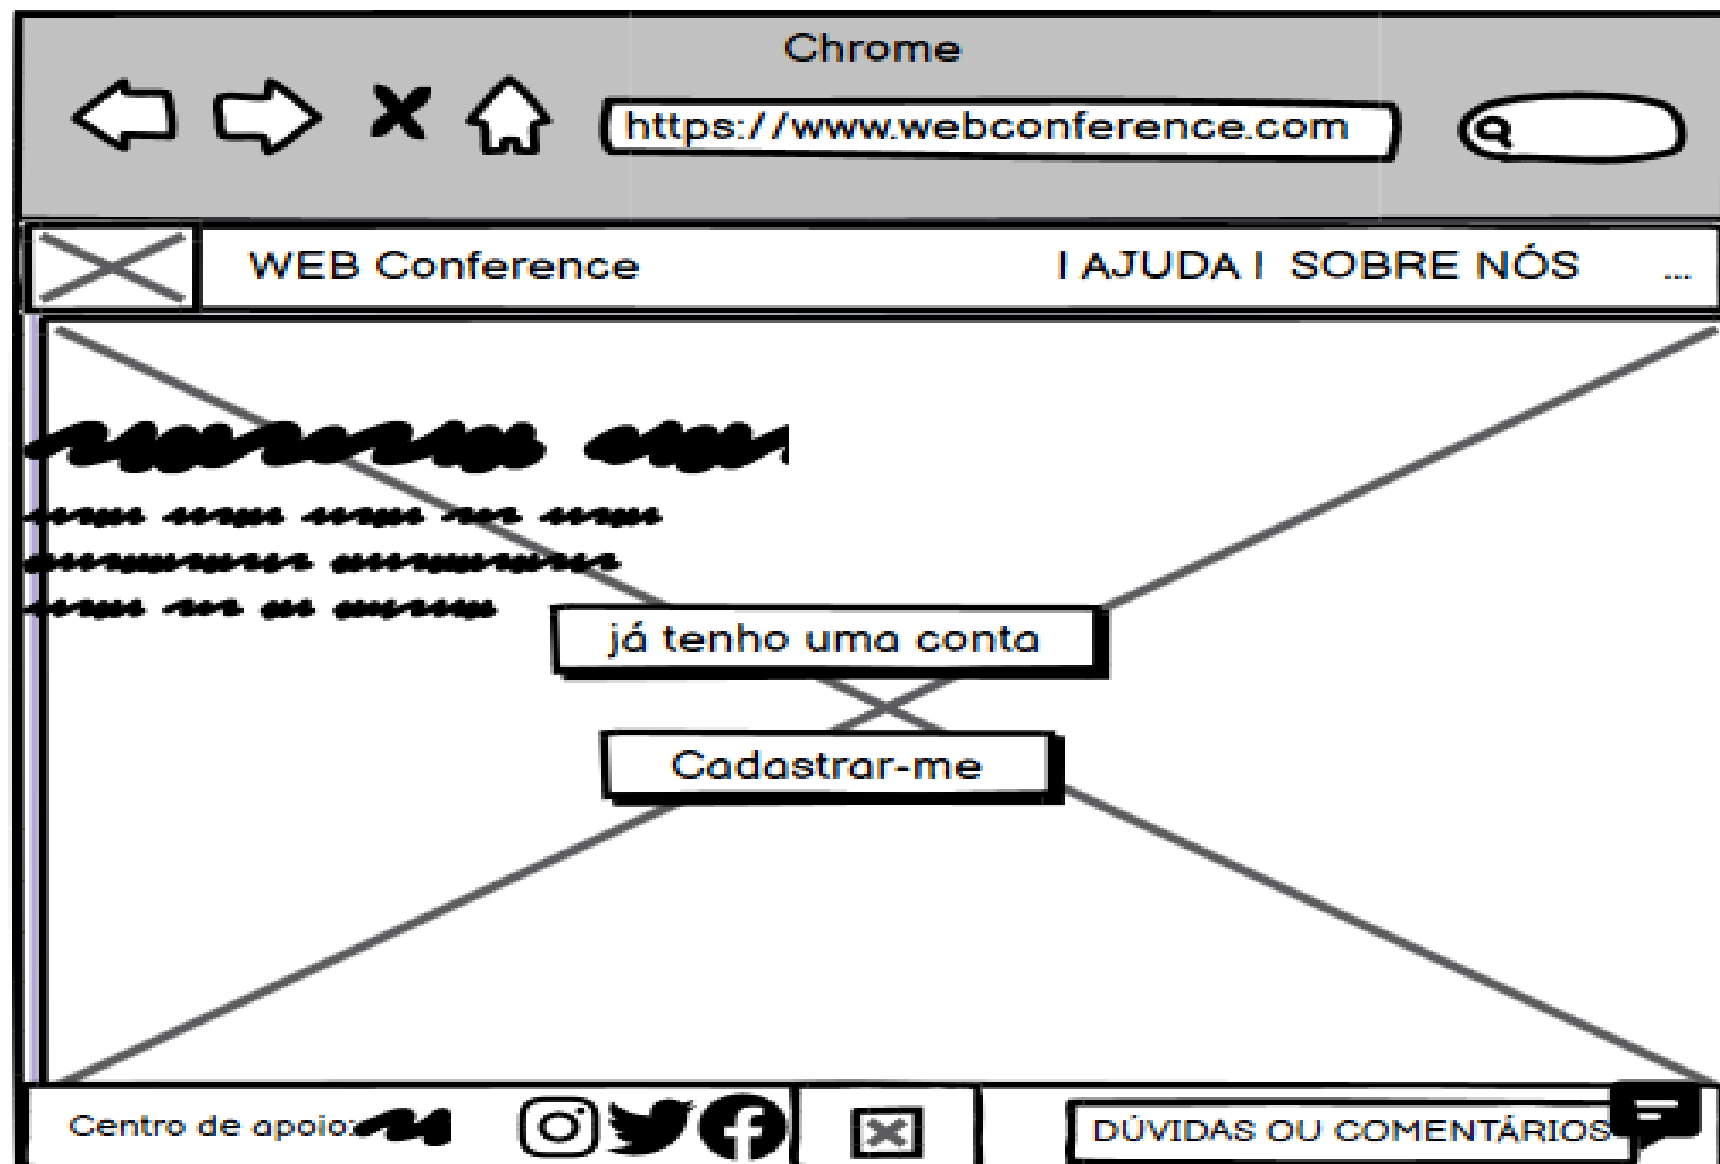 Chrome
https://www.webconference.com
WEB Conference
| AJUDA | SOBRE NÓS ...
já tenho uma conta
Cadastrar-me
Centro de apoio:
DÚVIDAS OU COMENTÁRIOS